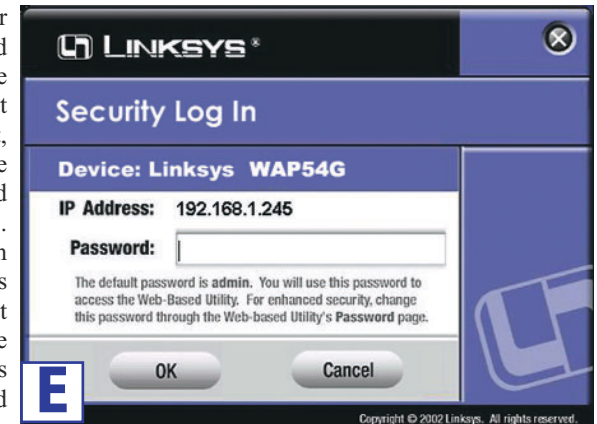 LINKSYS®
Security Log In
Device: Linksys WAP54G
IP Address: 192.168.1.245
Password:
The default password is admin. You will use this password to
access the Web-Based Utility. For enhanced security, change
this password through the Web-based Utility's Password page.
OK Cancel
E
Copyright © 2002 Linksys. All rights reserved.